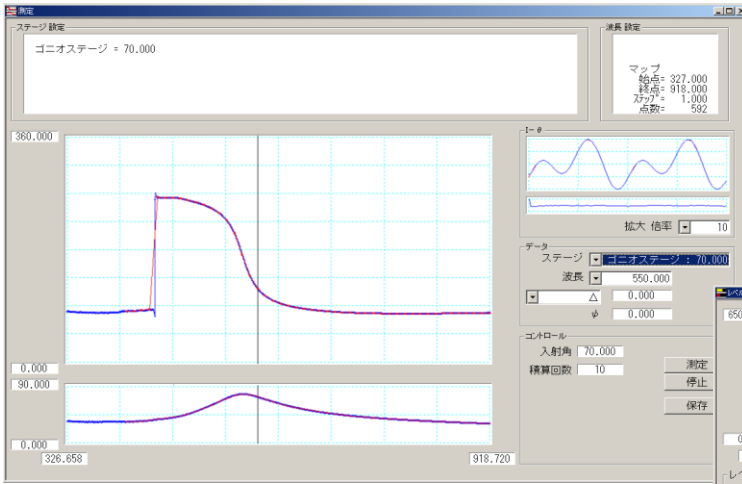 測定
ステージ設定
ゴニオステージ = 70.000
波長 設定
マップ
始点= 327.000
終点= 918.000
ステップ= 1.000
点数= 592
360.000
0.000
90.000
0.000
326.658
918.720
I-θ
拡大 倍率
10
データ
ステージ
ゴニオステージ : 70.000
波長
550.000
△
0.000
ψ
0.000
コントロール
入射角 70.000
積算回数 10
測定
停止
保存
レベル
650